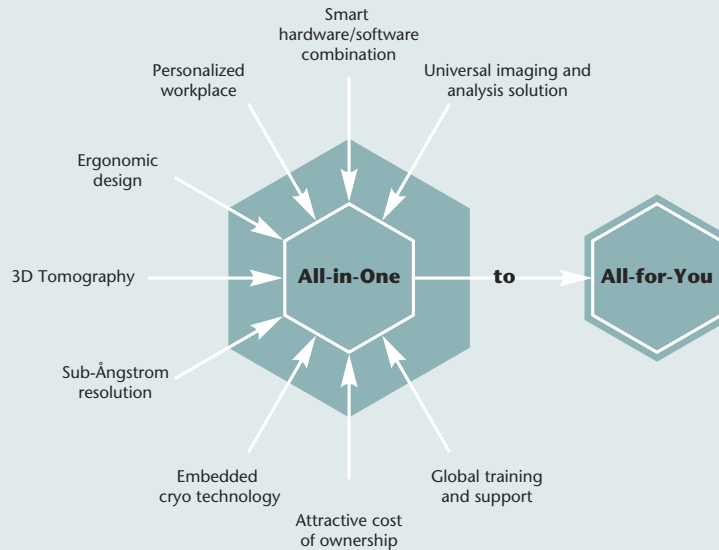 Smart
hardware/software
combination
Personalized
workplace
Universal imaging and
analysis solution
Ergonomic
design
3D Tomography
All-in-One
to
All-for-You
Sub-Ångstrom
resolution
Embedded
cryo technology
Global training
and support
Attractive cost
of ownership